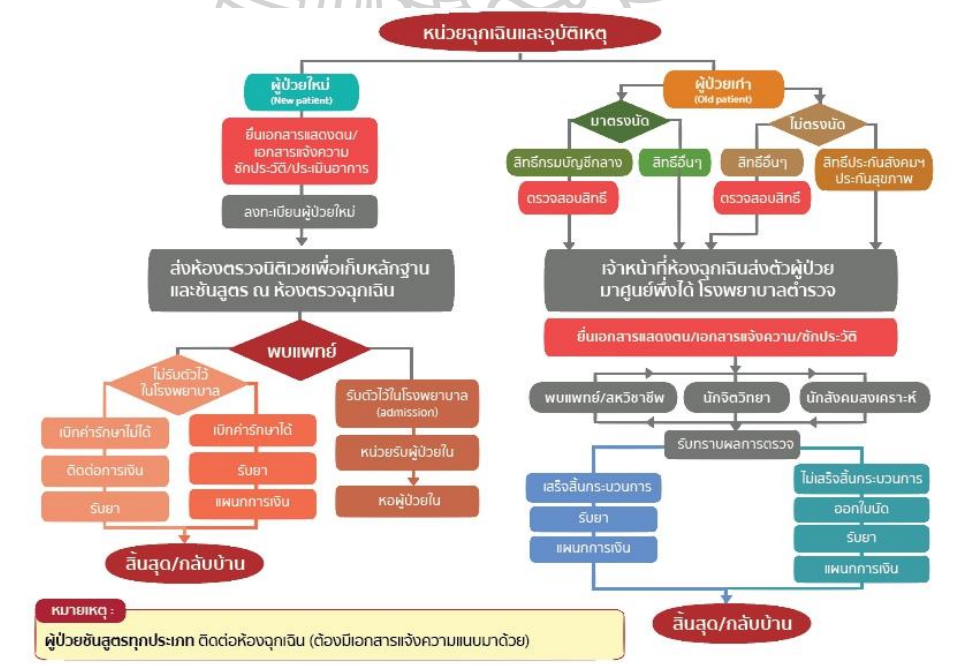 หน่วยฉุกเฉินและอุบัติเหตุ
ผู้ป่วยใหม่
(New patient)
ยื่นเอกสารแสดงตน/
เอกสารแจ้งความ
ซักประวัติ/ประเมินอาการ
ลงทะเบียนผู้ป่วยใหม่
ส่งห้องตรวจนิติเวชเพื่อเก็บหลักฐาน
และชันสูตร ณ ห้องตรวจฉุกเฉิน
พบแพทย์
ไม่รับตัวไว้
ในโรงพยาบาล
เบิกค่ารักษาไม่ได้
ติดต่อการเงิน
รับยา
เบิกค่ารักษาได้
รับยา
แผนกการเงิน
รับตัวไว้ในโรงพยาบาล
(admission)
หน่วยรับผู้ป่วยใน
หอผู้ป่วยใน
สิ้นสุด/กลับบ้าน
ผู้ป่วยเก่า
(Old patient)
มาตรงนัด
ไม่ตรงนัด
สิทธิ์กรมบัญชีกลาง
ตรวจสอบสิทธิ์
สิทธิ์อื่นๆ
สิทธิ์อื่นๆ
ตรวจสอบสิทธิ์
สิทธิ์ประกันสังคมฯ
ประกันสุขภาพ
เจ้าหน้าที่ห้องฉุกเฉินส่งตัวผู้ป่วย
มาศูนย์พึ่งได้ โรงพยาบาลตำรวจ
ยื่นเอกสารแสดงตน/เอกสารแจ้งความ/ซักประวัติ
พบแพทย์/สหวิชาชีพ
นักจิตวิทยา
นักสังคมสงเคราะห์
รับทราบผลการตรวจ
เสร็จสิ้นกระบวนการ
รับยา
แผนกการเงิน
ไม่เสร็จสิ้นกระบวนการ
ออกใบนัด
รับยา
แผนกการเงิน
สิ้นสุด/กลับบ้าน
หมายเหตุ :
ผู้ป่วยชันสูตรทุกประเภท ติดต่อห้องฉุกเฉิน (ต้องมีเอกสารแจ้งความแนบมาด้วย)